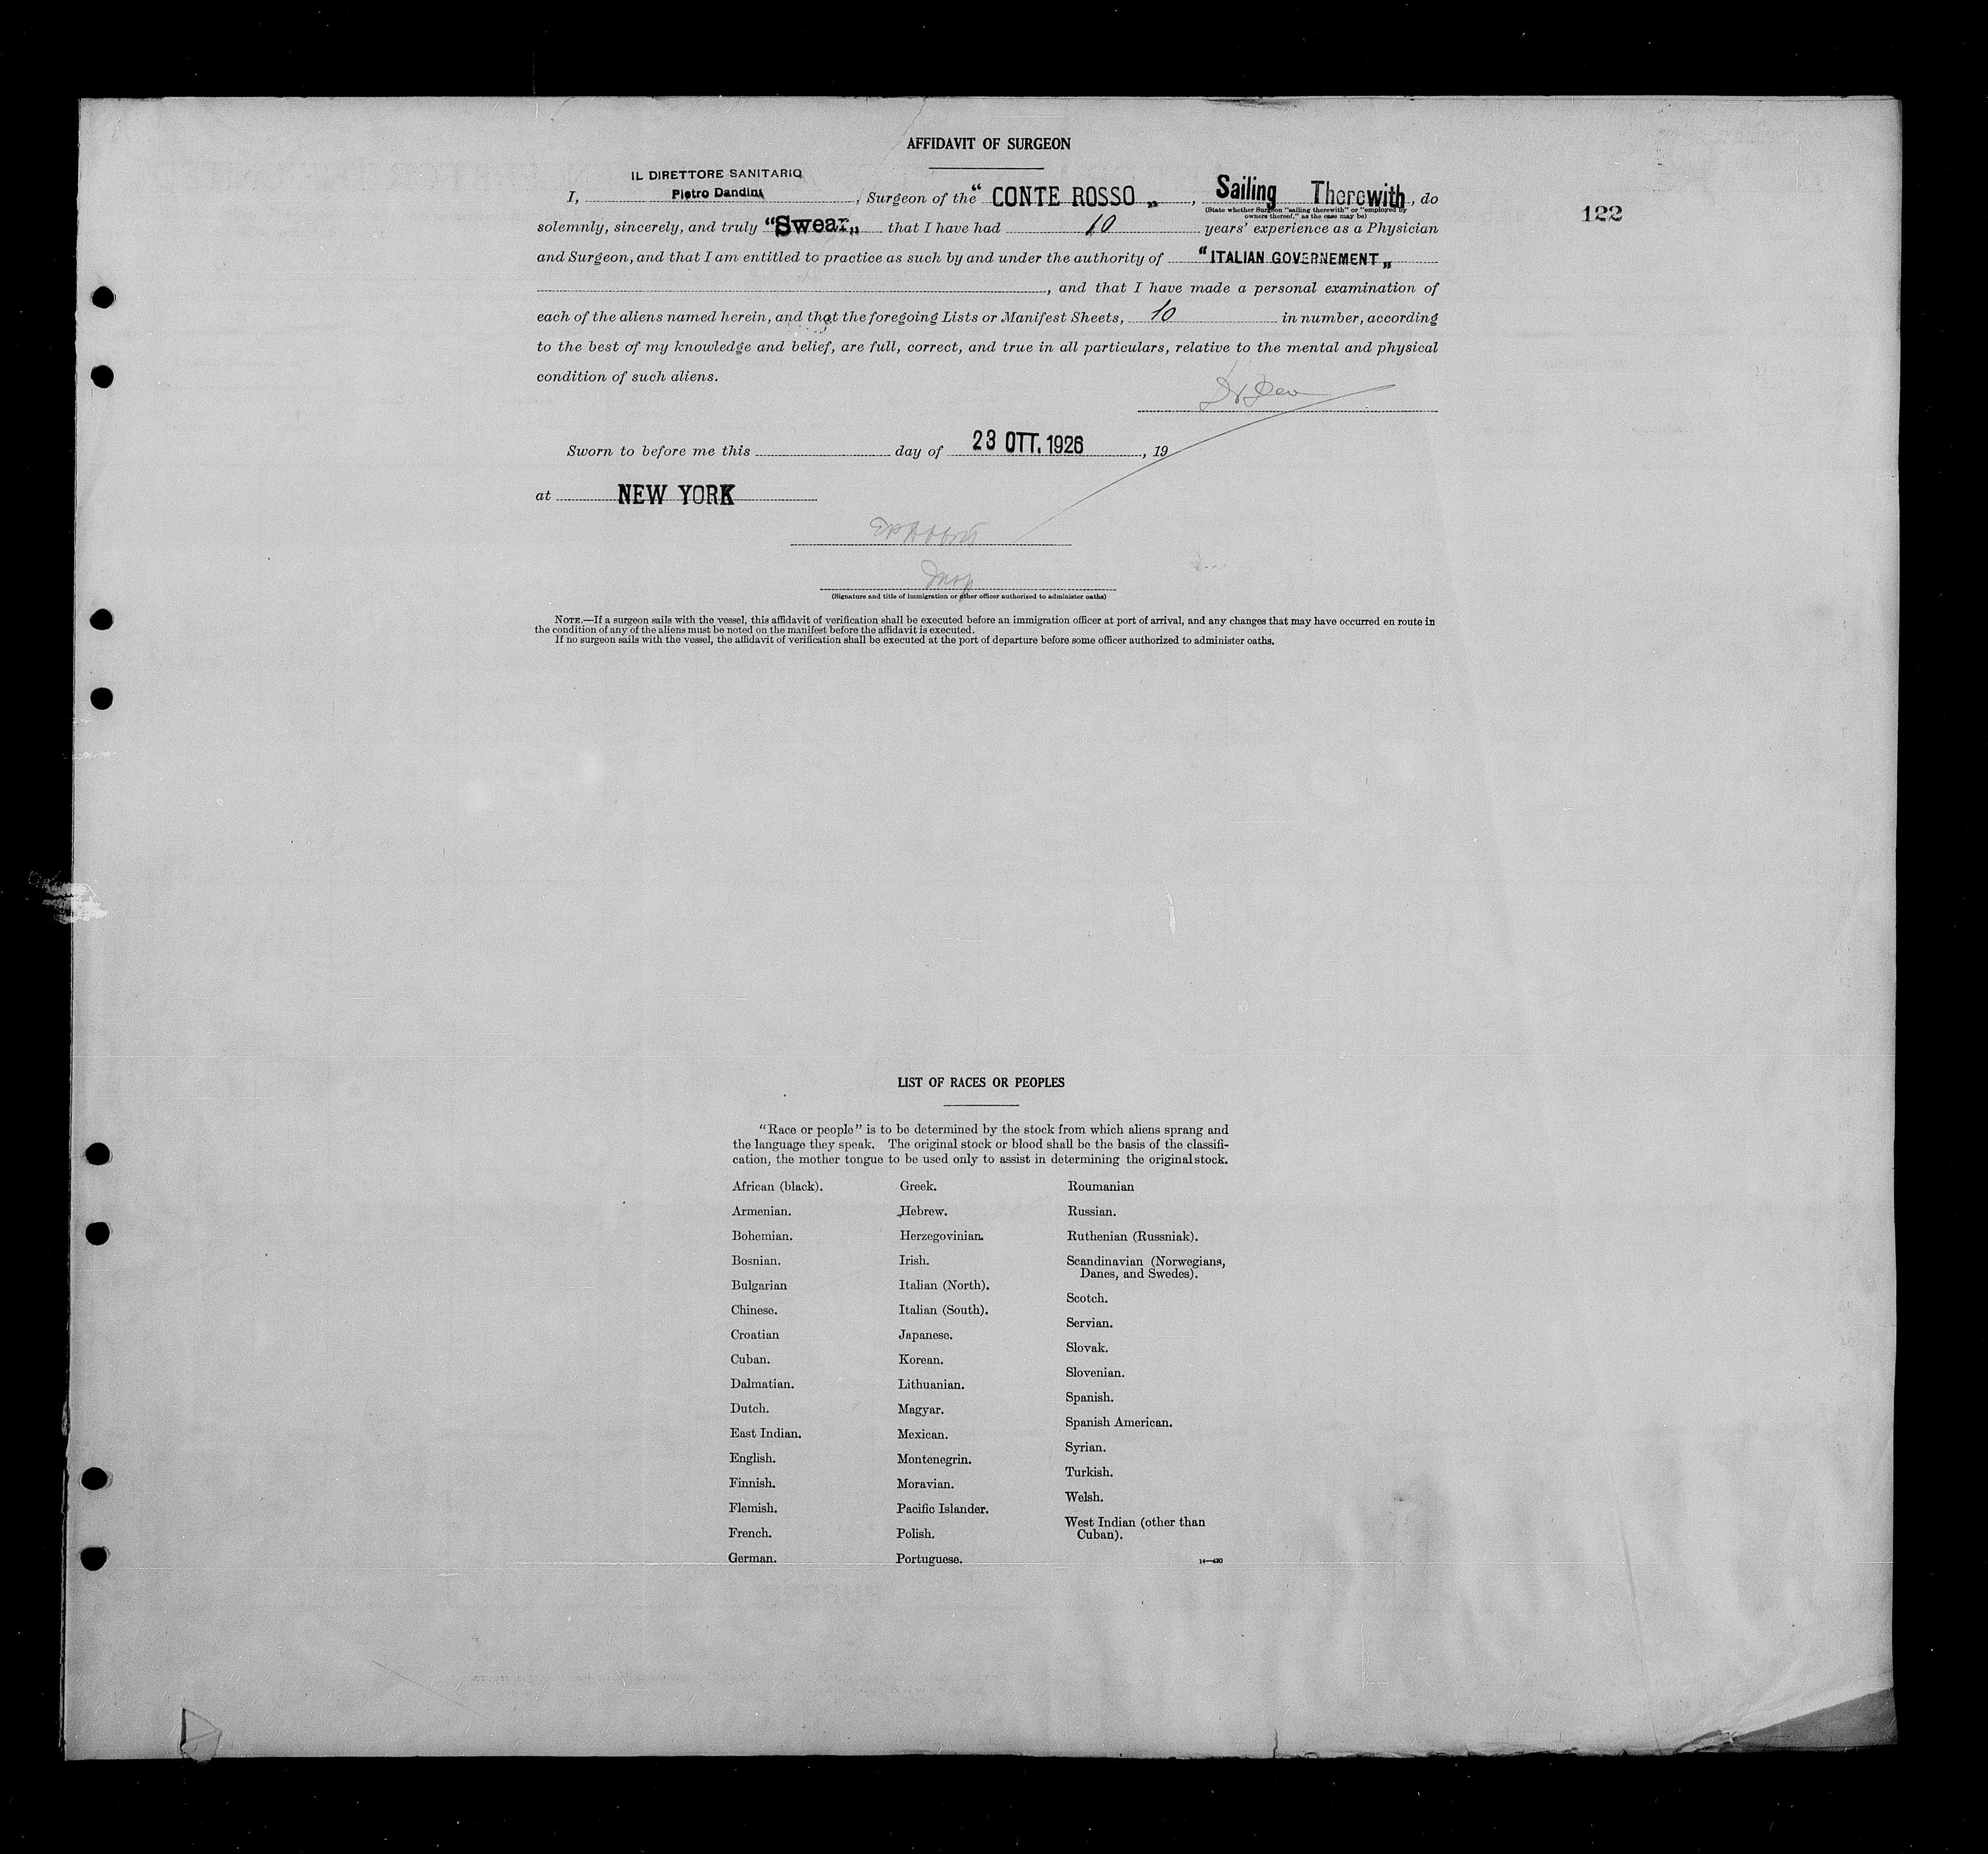 AFFIDAVIT OF SURGEON
122
IL DIRETTORE SANITARIO
I, Pietro Dandini, Surgeon of the “CONTE ROSSO„, Sailing Therewith, do
(State whether Surgeon "sailing therewith" or "employed by
owners thereof," as the case may be)
solemnly, sincerely, and truly “Swear„ that I have had 10 years' experience as a Physician
and Surgeon, and that I am entitled to practice as such by and under the authority of “ITALIAN GOVERNEMENT„
, and that I have made a personal examination of
each of the aliens named herein, and that the foregoing Lists or Manifest Sheets, 10 in number, according
to the best of my knowledge and belief, are full, correct, and true in all particulars, relative to the mental and physical
condition of such aliens.
Sworn to before me this day of 23 OTT. 1926, 19
at NEW YORK
(Signature and title of immigration or other officer authorized to administer oaths)
NOTE.—If a surgeon sails with the vessel, this affidavit of verification shall be executed before an immigration officer at port of arrival, and any changes that may have occurred en route in
the condition of any of the aliens must be noted on the manifest before the affidavit is executed.
If no surgeon sails with the vessel, the affidavit of verification shall be executed at the port of departure before some officer authorized to administer oaths.
LIST OF RACES OR PEOPLES
“Race or people” is to be determined by the stock from which aliens sprang and
the language they speak. The original stock or blood shall be the basis of the classifi-
cation, the mother tongue to be used only to assist in determining the original stock.
African (black).
Armenian.
Bohemian.
Bosnian.
Bulgarian
Chinese.
Croatian
Cuban.
Dalmatian.
Dutch.
East Indian.
English.
Finnish.
Flemish.
French.
German.
Greek.
Hebrew.
Herzegovinian.
Irish.
Italian (North).
Italian (South).
Japanese.
Korean.
Lithuanian.
Magyar.
Mexican.
Montenegrin.
Moravian.
Pacific Islander.
Polish.
Portuguese.
Roumanian
Russian.
Ruthenian (Russniak).
Scandinavian (Norwegians,
Danes, and Swedes).
Scotch.
Servian.
Slovak.
Slovenian.
Spanish.
Spanish American.
Syrian.
Turkish.
Welsh.
West Indian (other than
Cuban).
14—430